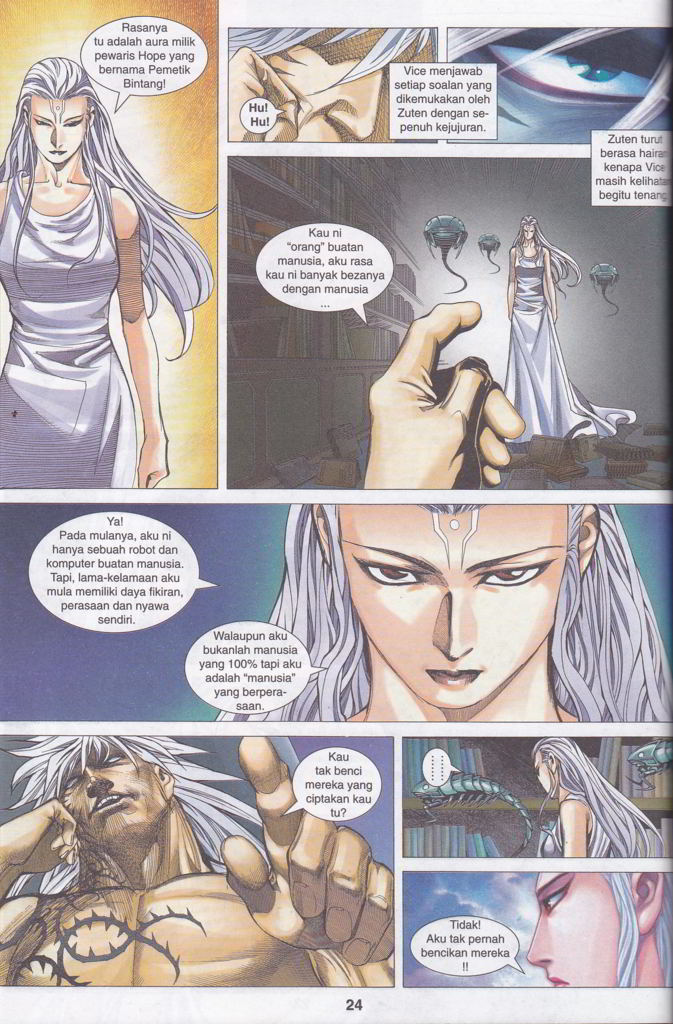 Rasanya
tu adalah aura milik
pewaris Hope yang
bernama Pemetik
Bintang!
Hu!
Hu!
Vice menjawab
setiap soalan yang
dikemukakan oleh
Zuten dengan se-
penuh kejujuran.
Zuten turut
berasa hairan
kenapa Vice
masih kelihatan
begitu tenang
Kau ni
"orang" buatan
manusia, aku rasa
kau ni banyak bezanya
dengan manusia
...
Ya!
Pada mulanya, aku ni
hanya sebuah robot dan
komputer buatan manusia.
Tapi, lama-kelamaan aku
mula memiliki daya fikiran,
perasaan dan nyawa
sendiri.
Walaupun aku
bukanlah manusia
yang 100% tapi aku
adalah "manusia"
yang berpera-
saan.
Kau
tak benci
mereka yang
ciptakan kau
tu?
......
......
Tidak!
Aku tak pernah
bencikan mereka
!!
24